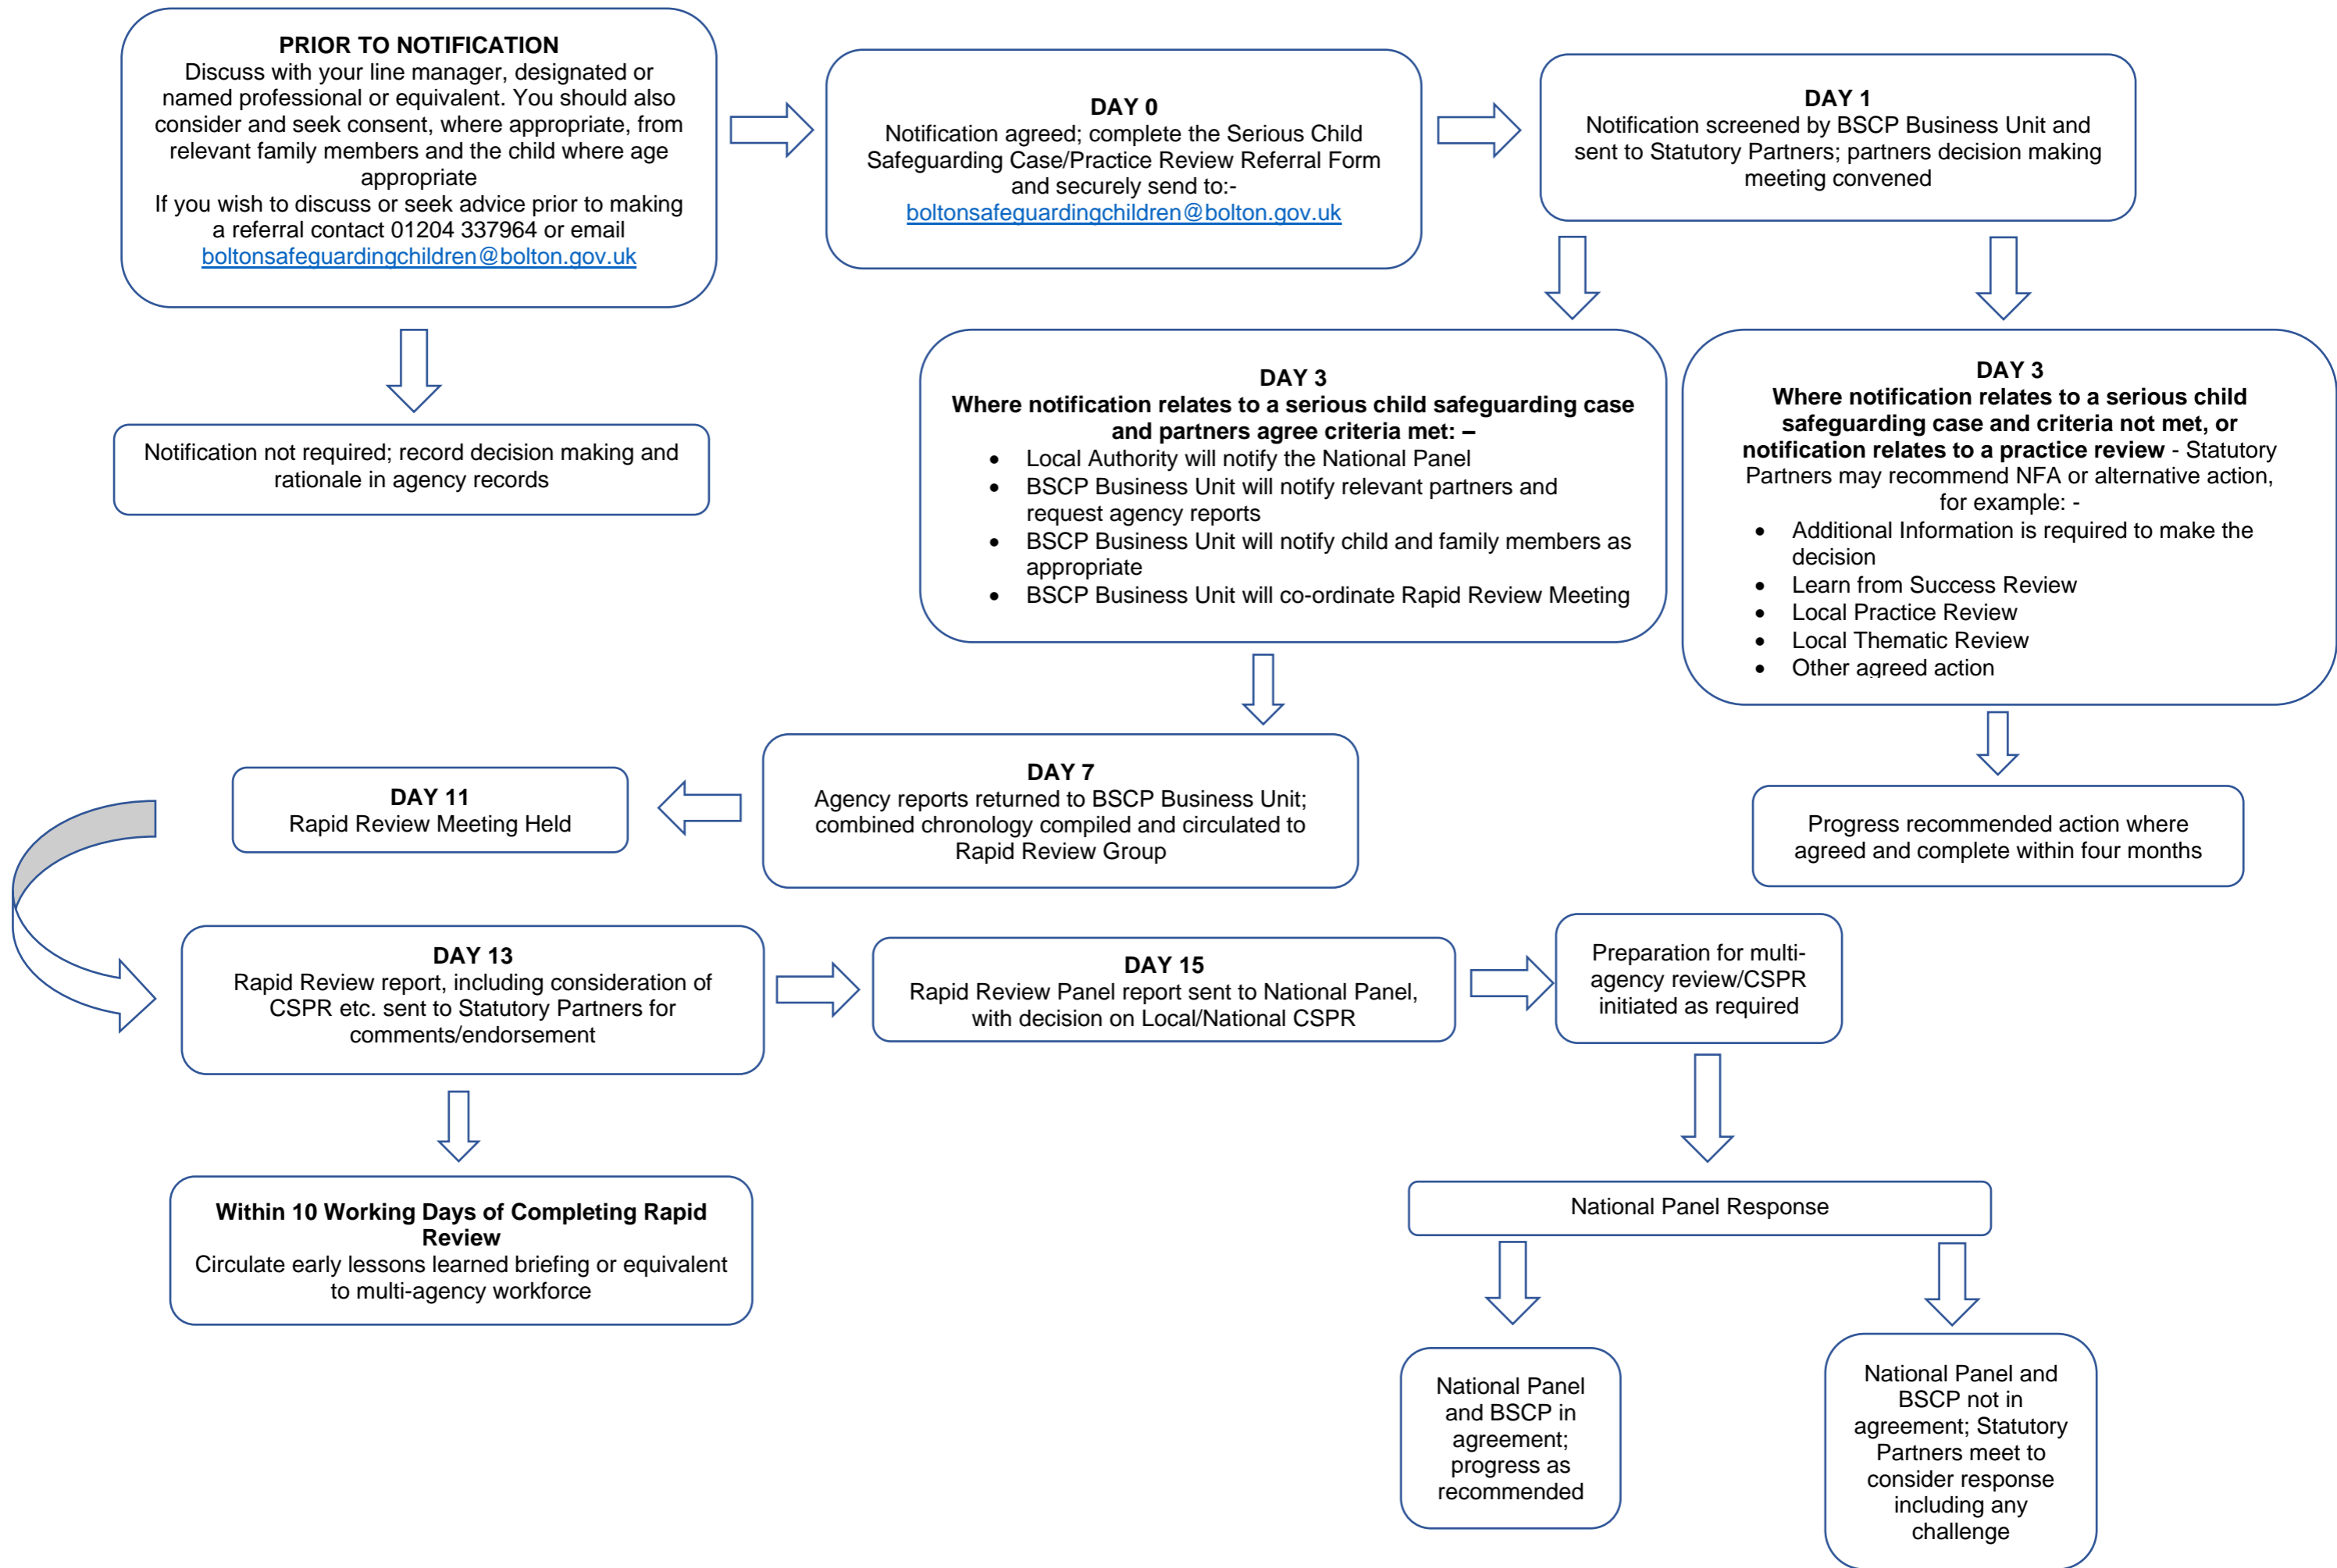 PRIOR TO NOTIFICATION
Discuss with your line manager, designated or
named professional or equivalent. You should also
consider and seek consent, where appropriate, from
relevant family members and the child where age
appropriate
If you wish to discuss or seek advice prior to making
a referral contact 01204 337964 or email
boltonsafeguardingchildren@bolton.gov.uk
DAY 0
Notification agreed; complete the Serious Child
Safeguarding Case/Practice Review Referral Form
and securely send to:-
boltonsafeguardingchildren@bolton.gov.uk
DAY 1
Notification screened by BSCP Business Unit and
sent to Statutory Partners; partners decision making
meeting convened
Notification not required; record decision making and
rationale in agency records
DAY 3
Where notification relates to a serious child safeguarding case
and partners agree criteria met: –
• Local Authority will notify the National Panel
• BSCP Business Unit will notify relevant partners and
request agency reports
• BSCP Business Unit will notify child and family members as
appropriate
• BSCP Business Unit will co-ordinate Rapid Review Meeting
DAY 3
Where notification relates to a serious child
safeguarding case and criteria not met, or
notification relates to a practice review - Statutory
Partners may recommend NFA or alternative action,
for example: -
• Additional Information is required to make the
decision
• Learn from Success Review
• Local Practice Review
• Local Thematic Review
• Other agreed action
DAY 7
Agency reports returned to BSCP Business Unit;
combined chronology compiled and circulated to
Rapid Review Group
DAY 11
Rapid Review Meeting Held
Progress recommended action where
agreed and complete within four months
DAY 13
Rapid Review report, including consideration of
CSPR etc. sent to Statutory Partners for
comments/endorsement
DAY 15
Rapid Review Panel report sent to National Panel,
with decision on Local/National CSPR
Preparation for multi-
agency review/CSPR
initiated as required
Within 10 Working Days of Completing Rapid
Review
Circulate early lessons learned briefing or equivalent
to multi-agency workforce
National Panel Response
National Panel
and BSCP in
agreement;
progress as
recommended
National Panel and
BSCP not in
agreement; Statutory
Partners meet to
consider response
including any
challenge